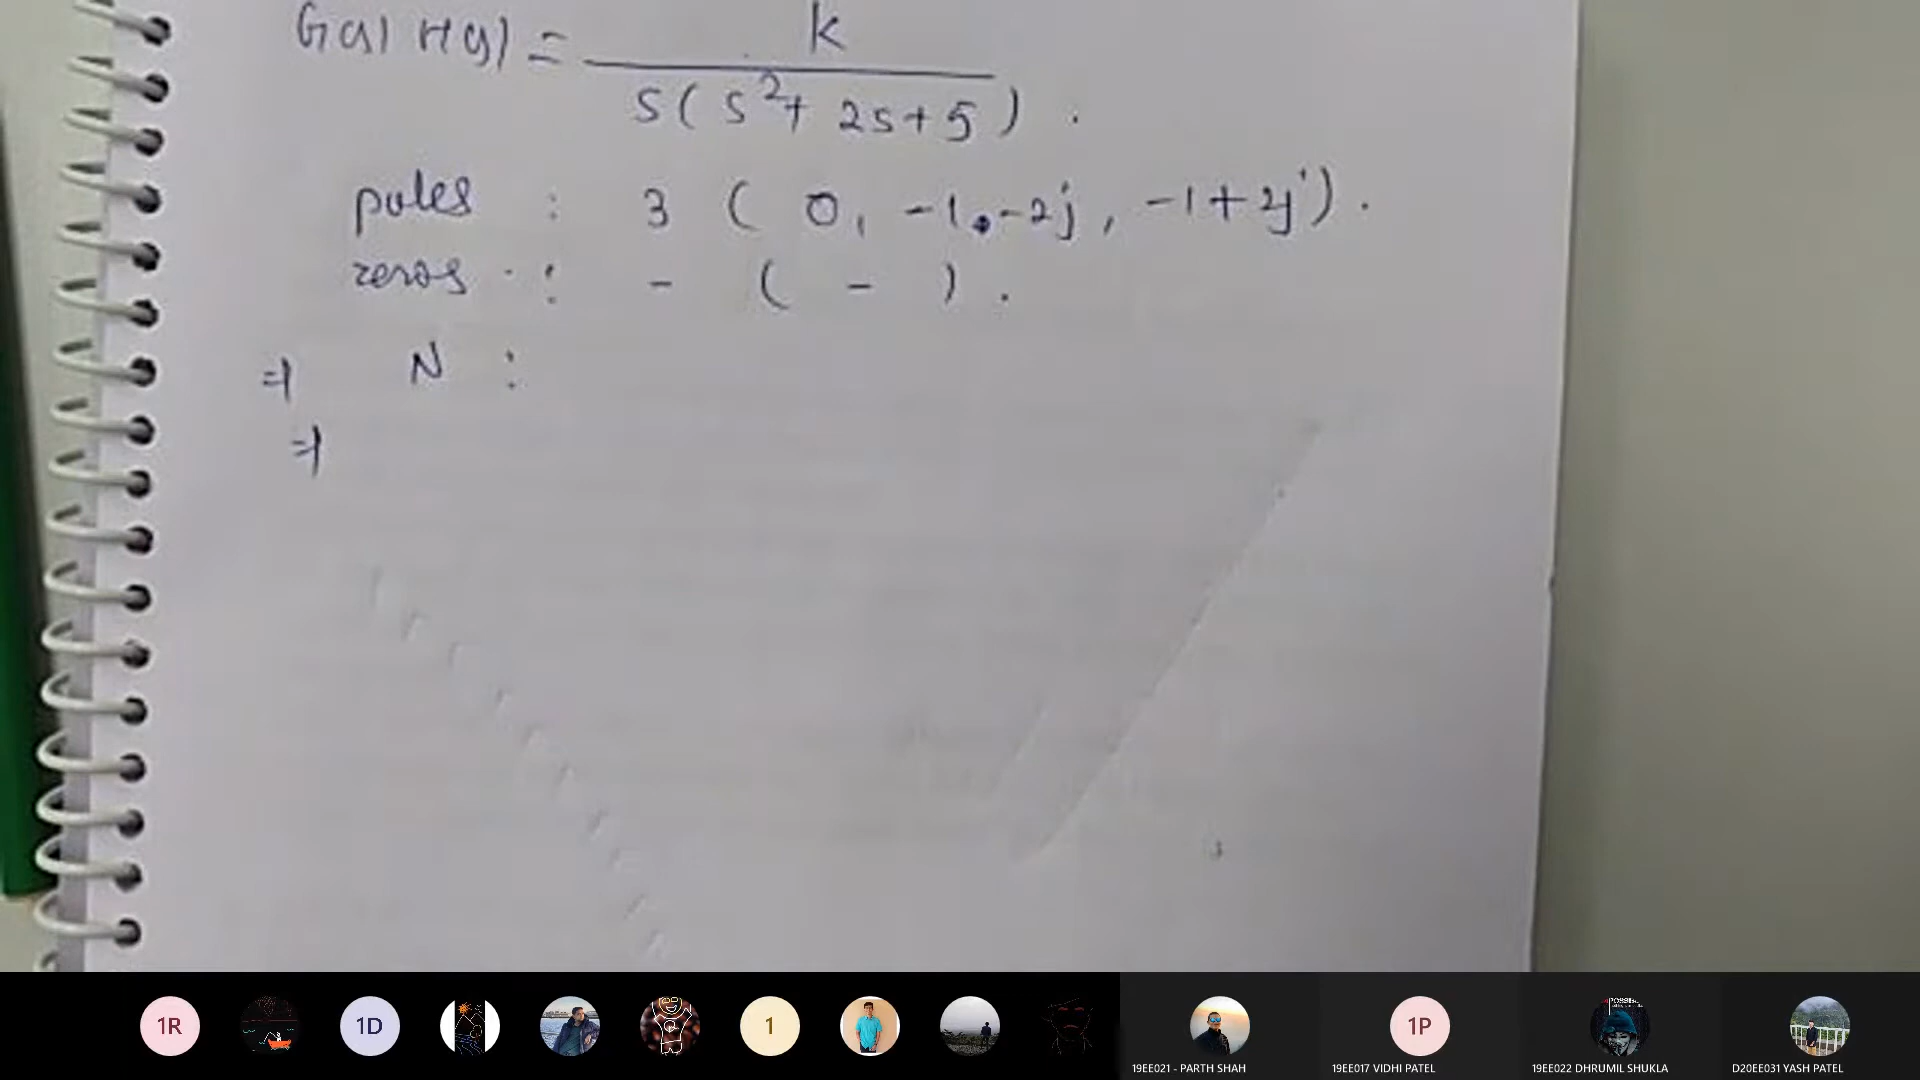 G(s) H(s) = k
s(s²+ 2s+5) .
poles : 3 ( 0, -1 -2j , -1+2j ) .
zeros : - ( - ) .
⇒ N :
⇒
1R 1D 1 1P
19EE021 - PARTH SHAH 19EE017 VIDHI PATEL 19EE022 DHRUMIL SHUKLA D20EE031 YASH PATEL